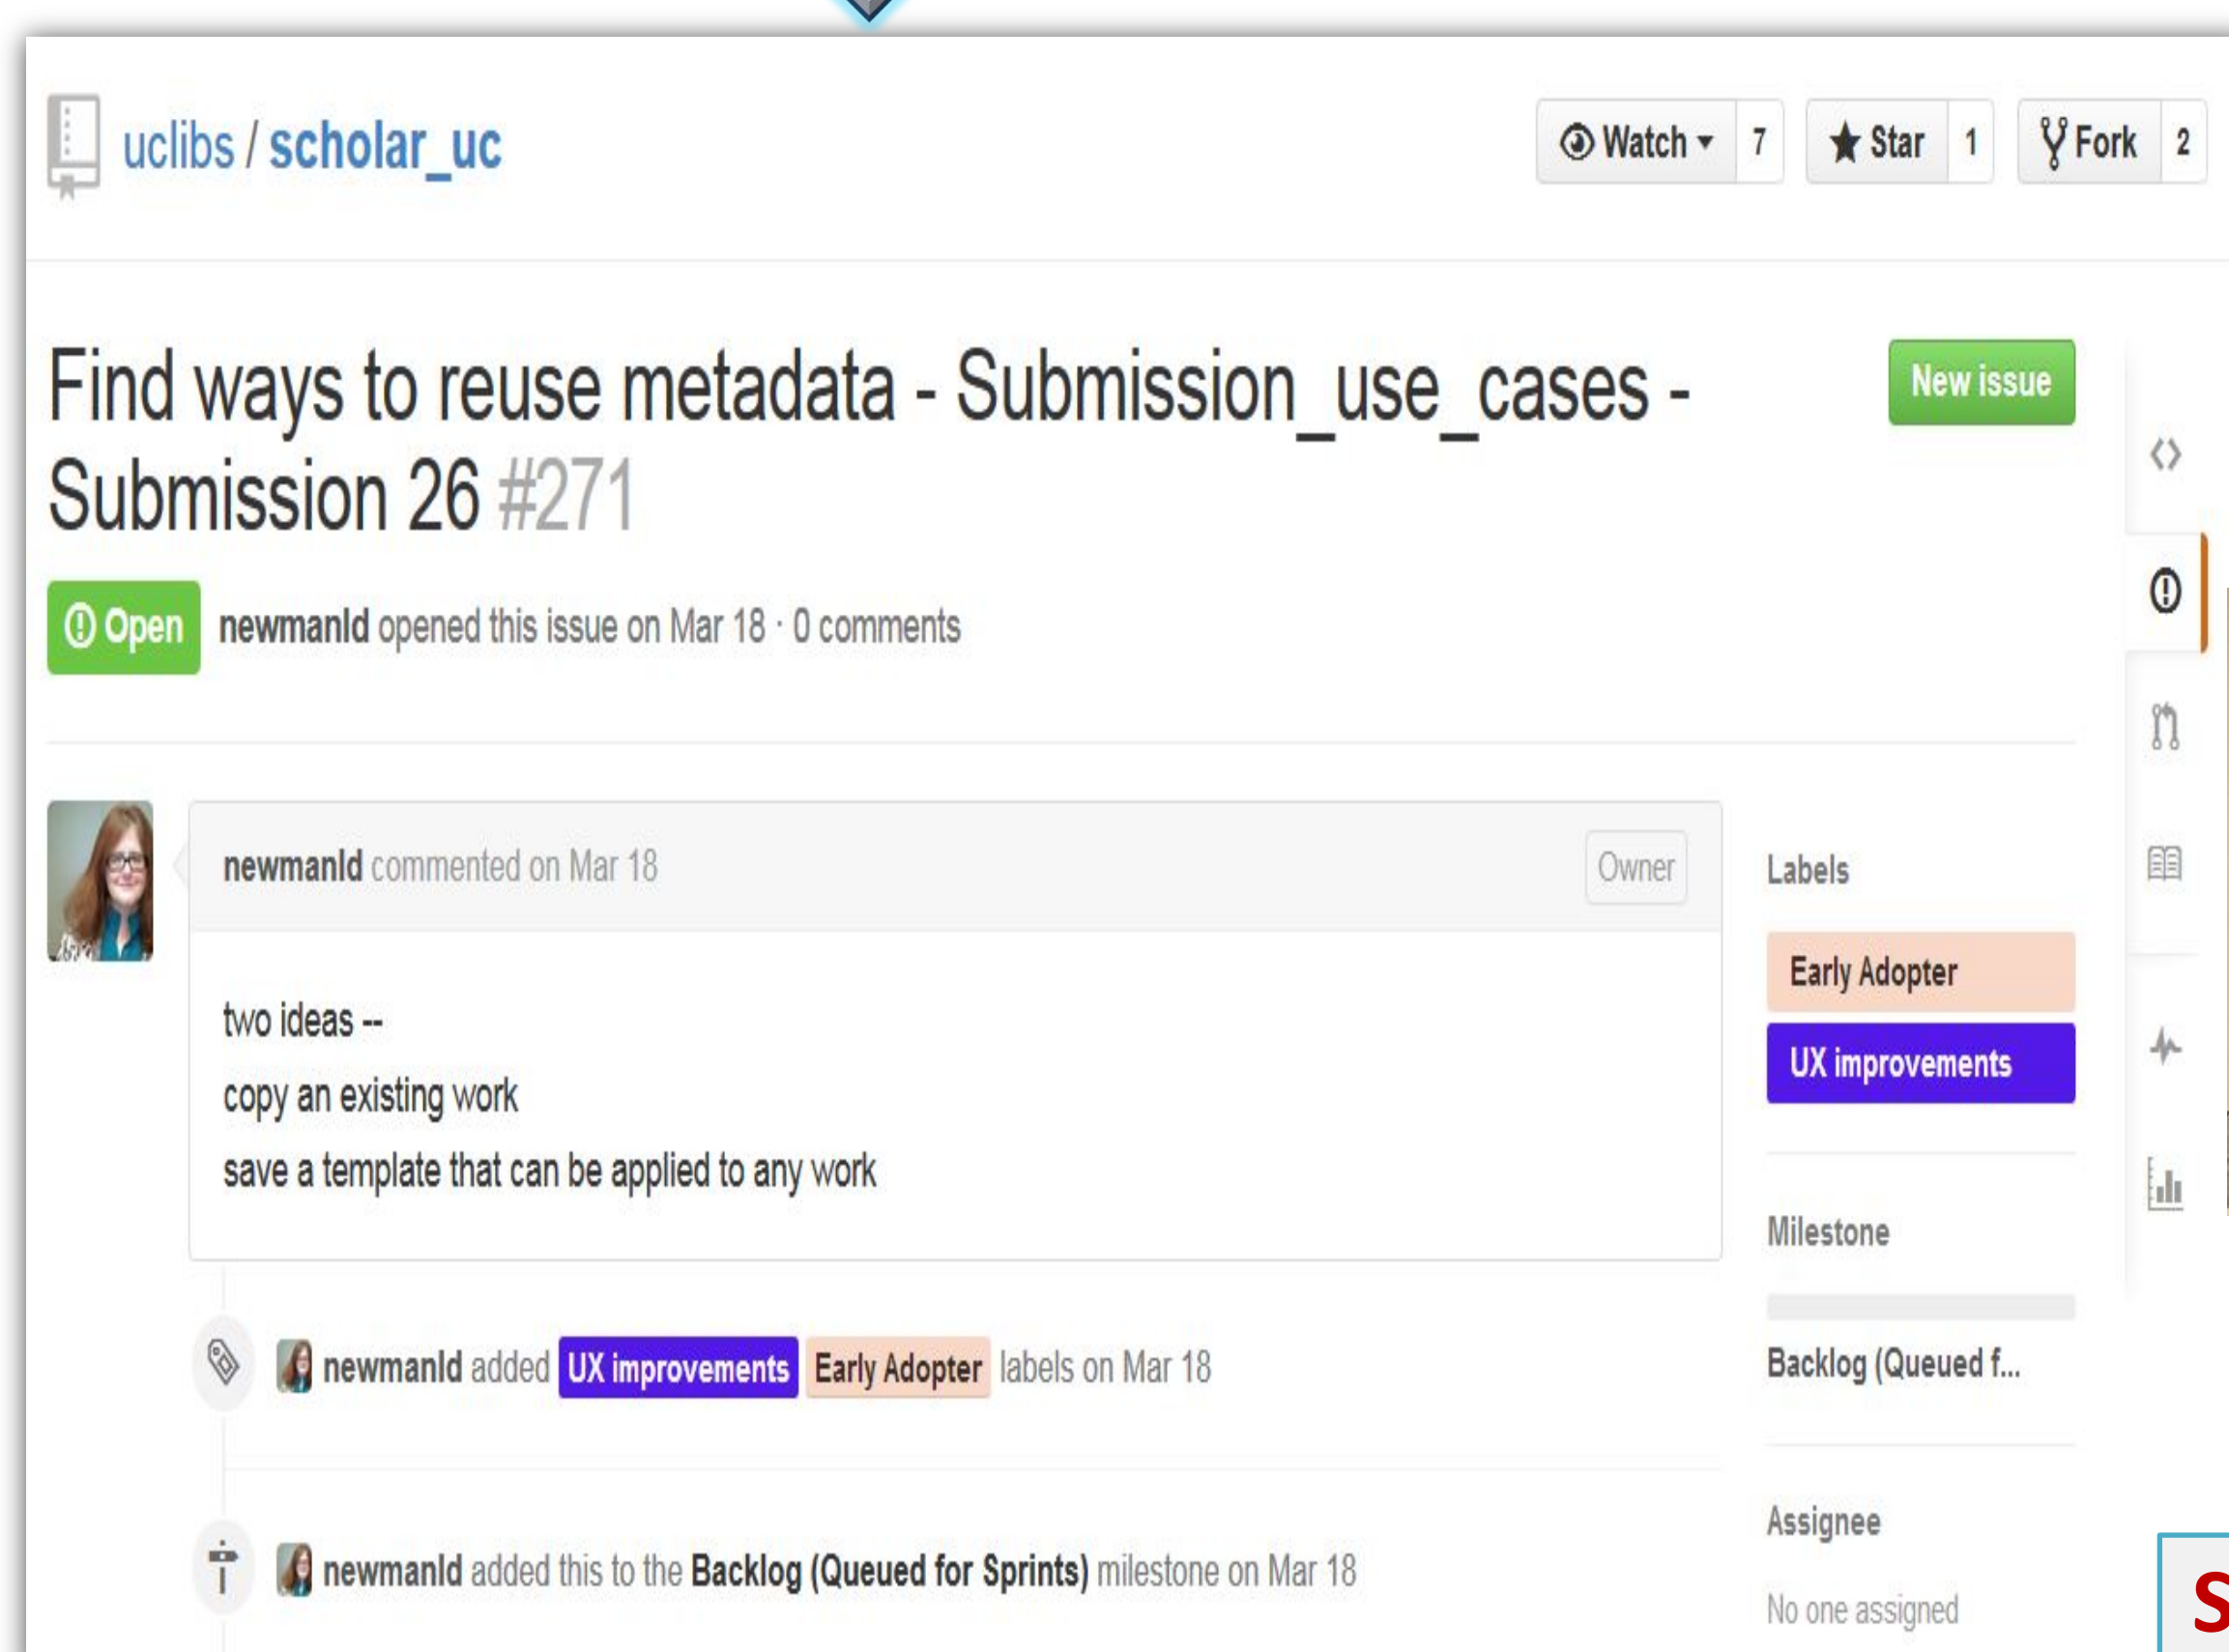 uclibs / scholar_uc
Watch 7 Star 1 Fork 2
Find ways to reuse metadata - Submission_use_cases -
Submission 26 #271
New issue
Open newmanld opened this issue on Mar 18 · 0 comments
newmanld commented on Mar 18
Owner
two ideas --
copy an existing work
save a template that can be applied to any work
newmanld added UX improvements Early Adopter labels on Mar 18
newmanld added this to the Backlog (Queued for Sprints) milestone on Mar 18
Labels
Early Adopter
UX improvements
Milestone
Backlog (Queued f...
Assignee
No one assigned
S